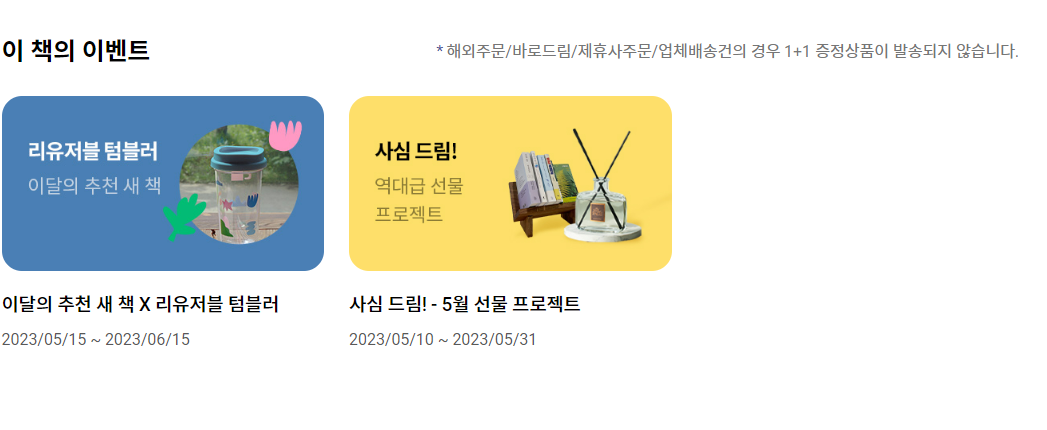 이 책의 이벤트
* 해외주문/바로드림/제휴사주문/업체배송건의 경우 1+1 증정상품이 발송되지 않습니다.
리유저블 텀블러
이달의 추천 새 책
사심 드림!
역대급 선물
프로젝트
이달의 추천 새 책 X 리유저블 텀블러
2023/05/15 ~ 2023/06/15
사심 드림! - 5월 선물 프로젝트
2023/05/10 ~ 2023/05/31